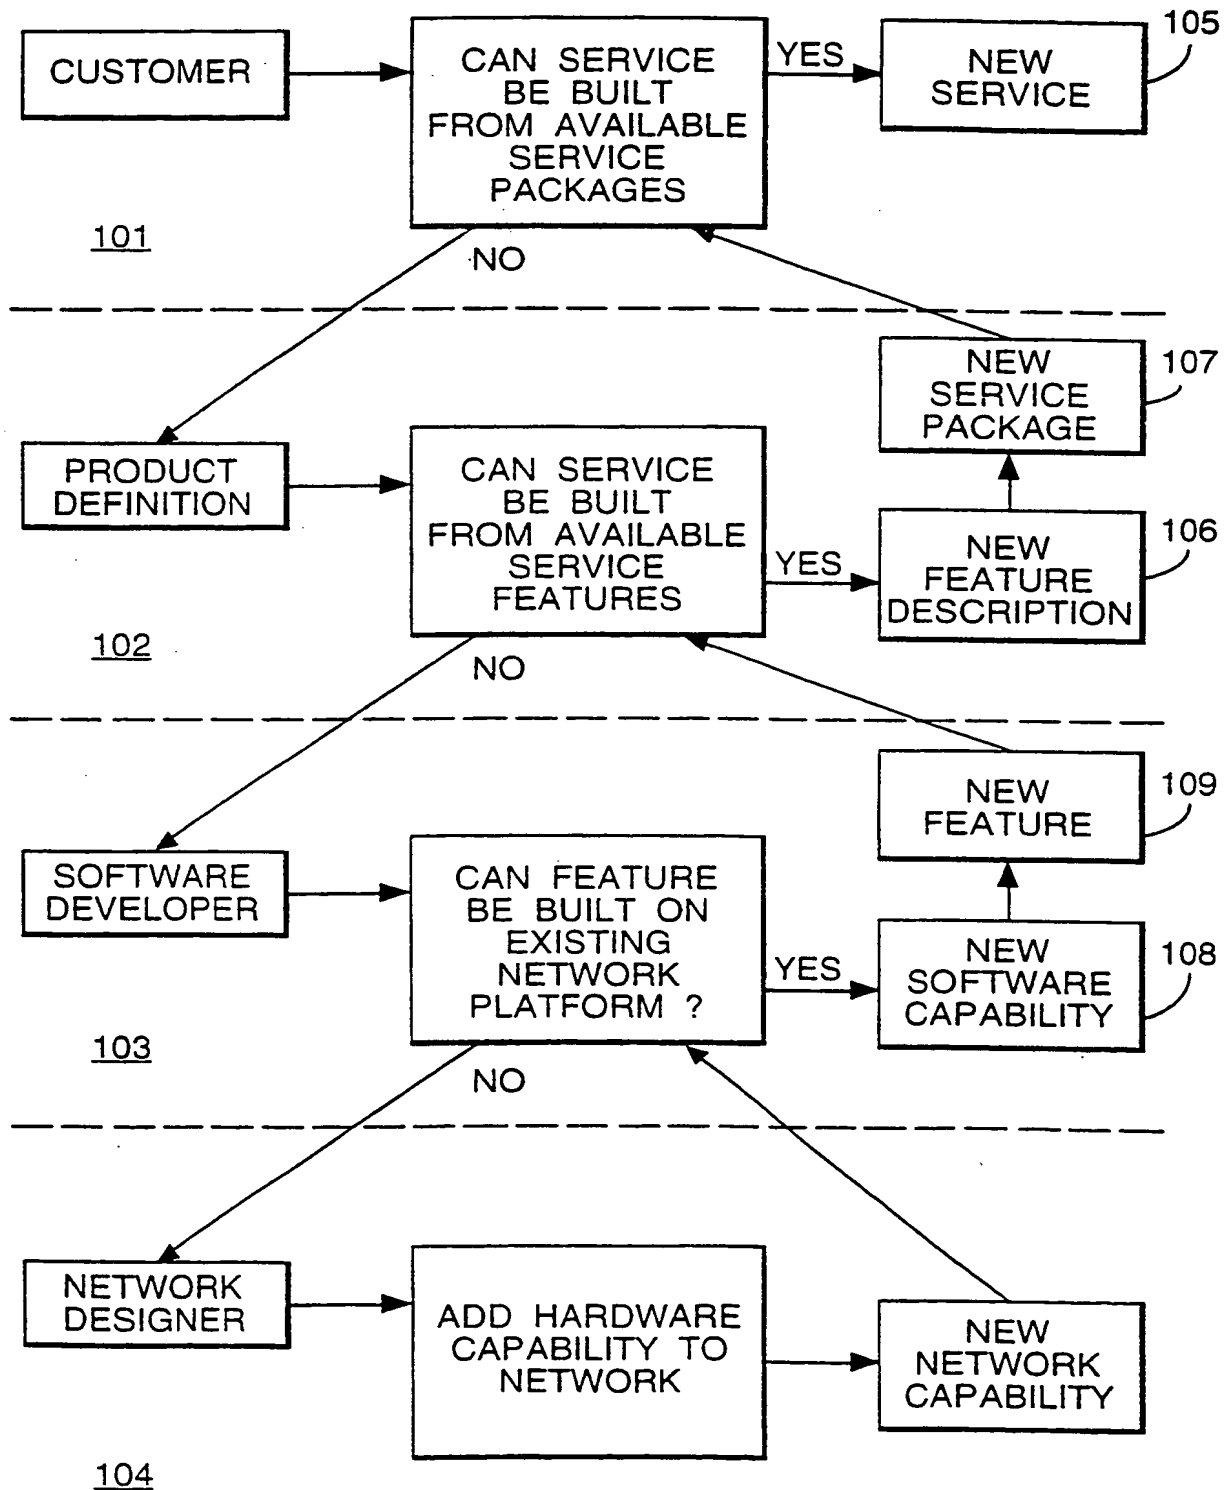 CUSTOMER
CAN SERVICE
BE BUILT
FROM AVAILABLE
SERVICE
PACKAGES
YES
NEW
SERVICE
105
101
NO
PRODUCT
DEFINITION
CAN SERVICE
BE BUILT
FROM AVAILABLE
SERVICE
FEATURES
YES
NEW
SERVICE
PACKAGE
107
NEW
FEATURE
DESCRIPTION
106
102
NO
SOFTWARE
DEVELOPER
CAN FEATURE
BE BUILT ON
EXISTING
NETWORK
PLATFORM ?
YES
NEW
FEATURE
109
NEW
SOFTWARE
CAPABILITY
108
103
NO
NETWORK
DESIGNER
ADD HARDWARE
CAPABILITY TO
NETWORK
NEW
NETWORK
CAPABILITY
104